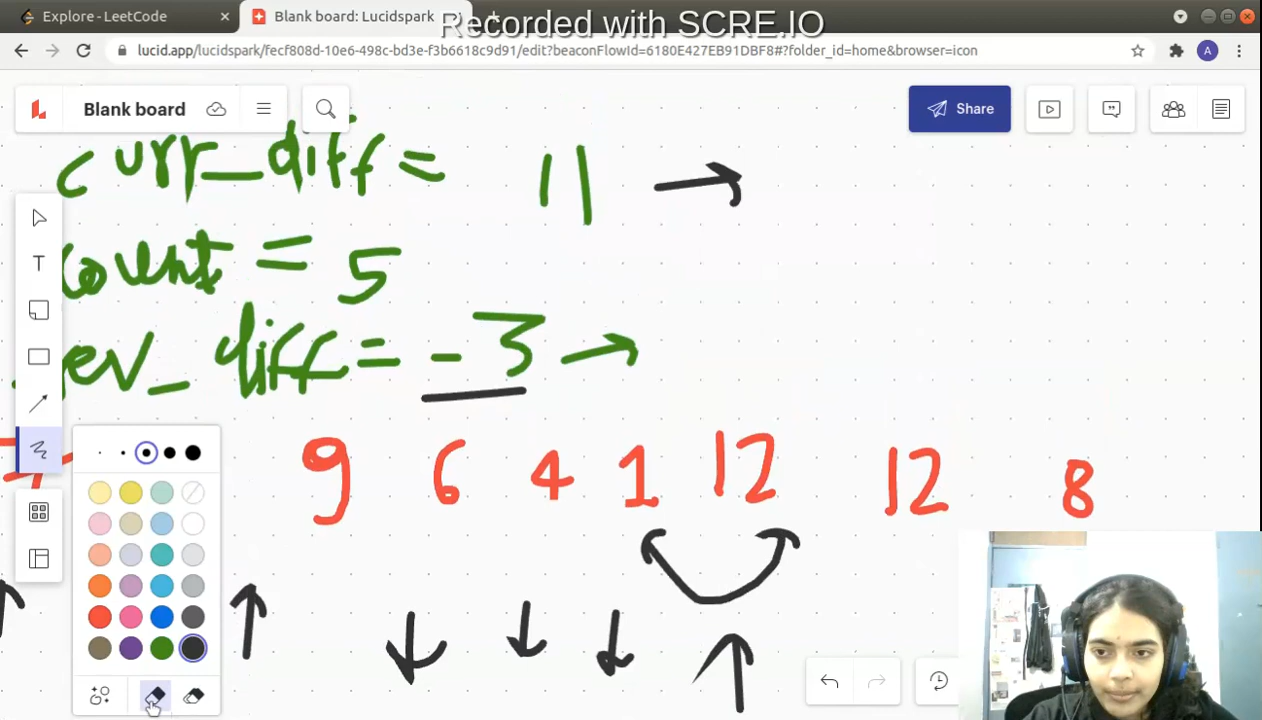 Explore - LeetCode
Blank board: Lucidspark
Recorded with SCRE.IO
lucid.app/lucidspark/fecf808d-10e6-498c-bd3e-f3b6618c9d91/edit?beaconFlowId=6180E427EB91DBF8#?folder_id=home&browser=icon
A
Blank board
Share
curr_diff = 11
count = 5
ev_ diff = -3
T
9 6 4 1 12 12 8